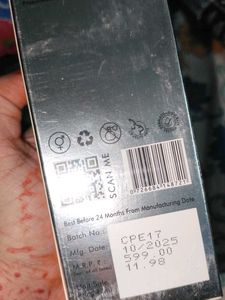 SCAN ME
Best Before 24 Months From Manufacturing Date
Batch No.
CPE17
Mfg. Date
10/2025
M.R.P. ₹
599.00
11.98